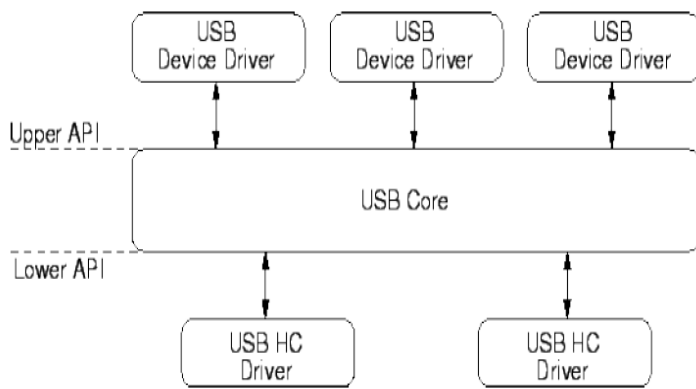 USB
Device Driver
USB
Device Driver
USB
Device Driver
Upper API
USB Core
Lower API
USB HC
Driver
USB HC
Driver